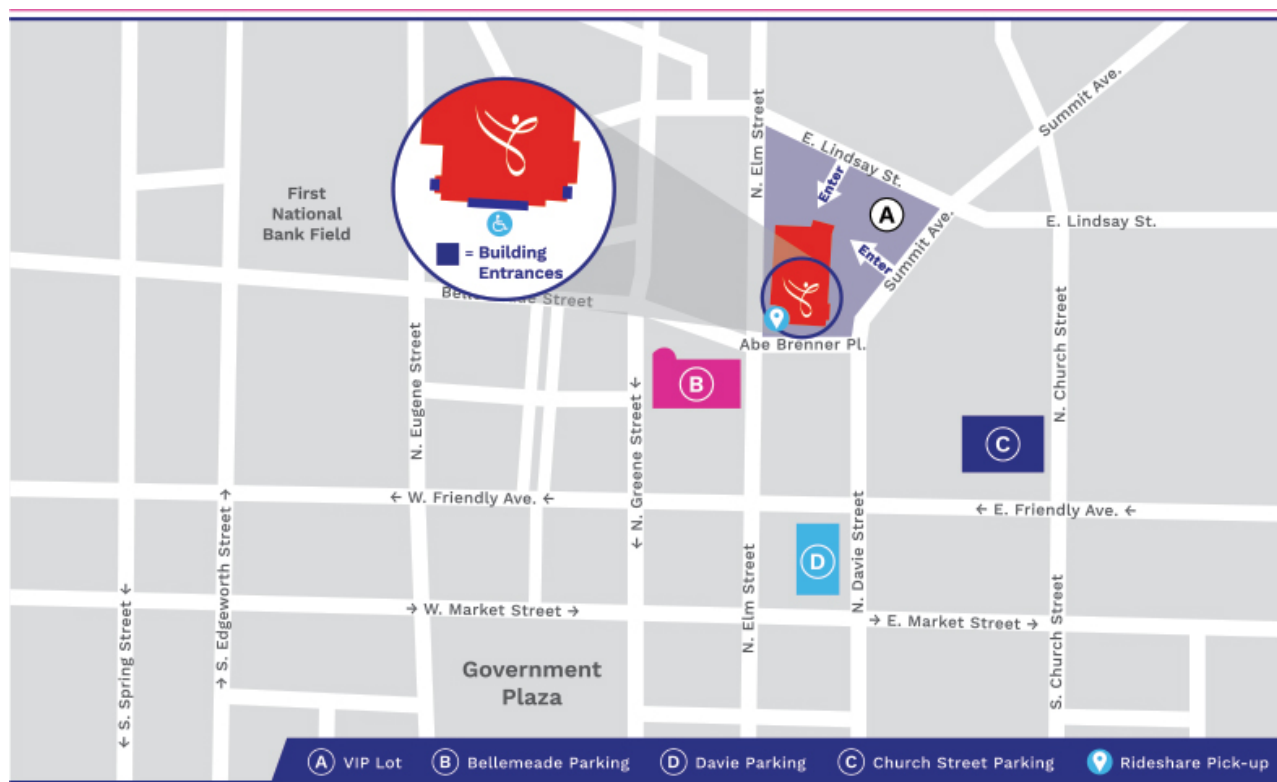 Summit Ave.
N. Elm Street
E. Lindsay St.
Enter
A
First
National
Bank Field
E. Lindsay St.
= Building
Entrances
Enter
Summit Ave.
Street
Abe Brenner Pl.
N. Eugene Street
B
N. Church Street
← N. Greene Street →
C
← W. Friendly Ave. ←
← E. Friendly Ave. ←
D
N. Davie Street
N. Elm Street
← S. Edgeworth Street →
← S. Spring Street ←
→ W. Market Street →
→ E. Market Street →
S. Church Street
Government
Plaza
A VIP Lot
B Bellemeade Parking
D Davie Parking
C Church Street Parking
Rideshare Pick-up